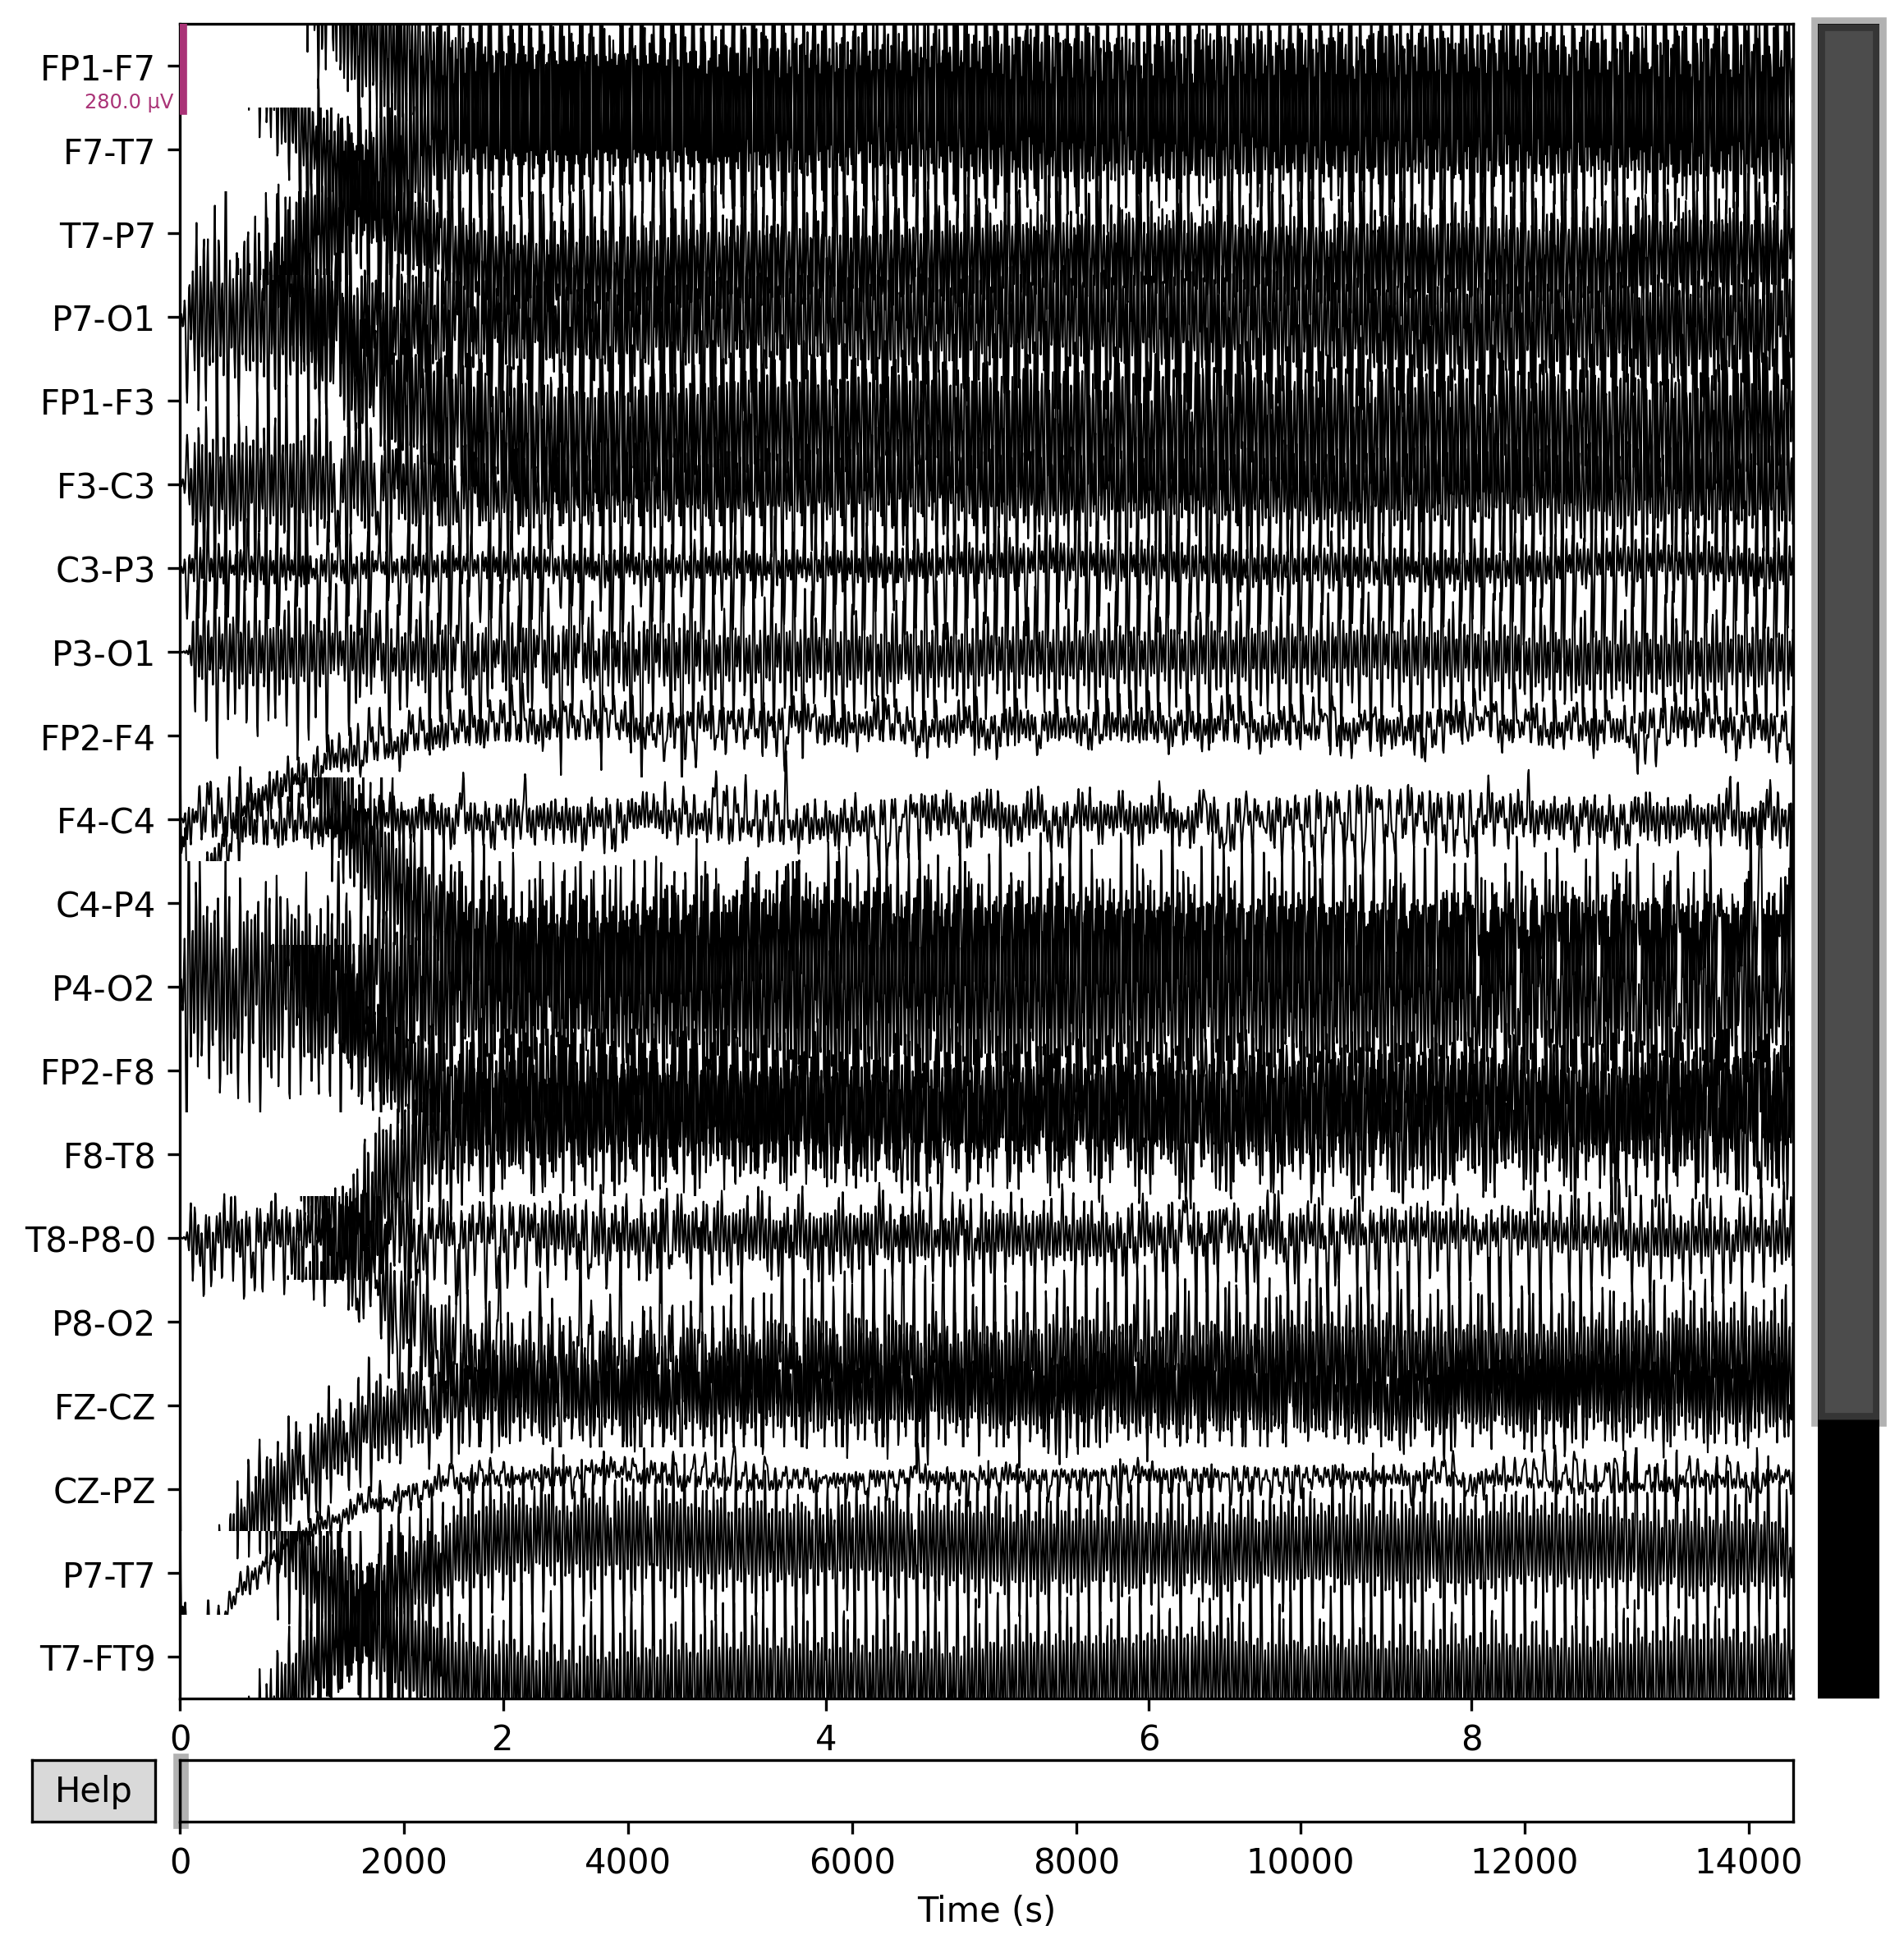 FP1-F7
280.0 µV
F7-T7
T7-P7
P7-O1
FP1-F3
F3-C3
C3-P3
P3-O1
FP2-F4
F4-C4
C4-P4
P4-O2
FP2-F8
F8-T8
T8-P8-0
P8-O2
FZ-CZ
CZ-PZ
P7-T7
T7-FT9
0 2 4 6 8
Help
0 2000 4000 6000 8000 10000 12000 14000
Time (s)